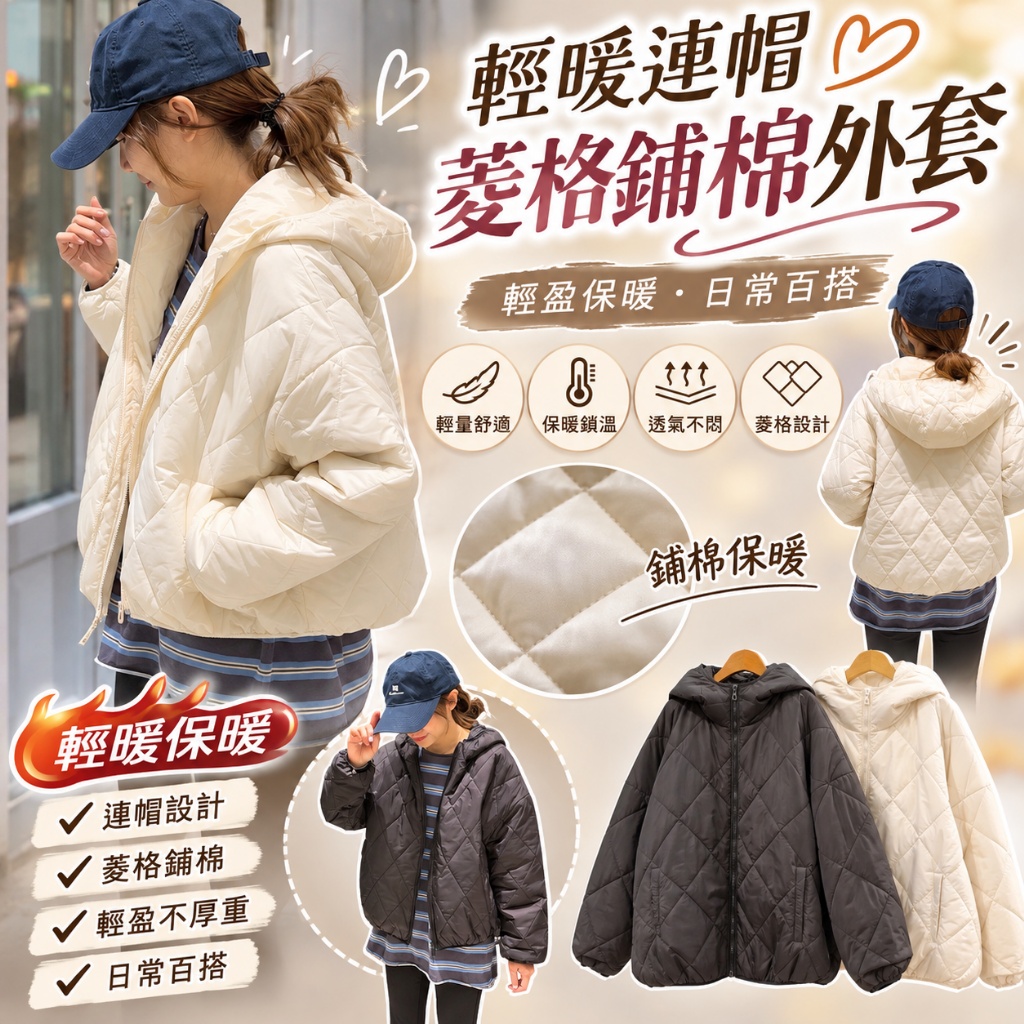 輕暖連帽
菱格鋪棉外套
輕盈保暖・日常百搭
輕量舒適
保暖鎖溫
透氣不悶
菱格設計
鋪棉保暖
輕暖保暖
✓ 連帽設計
✓ 菱格鋪棉
✓ 輕盈不厚重
✓ 日常百搭